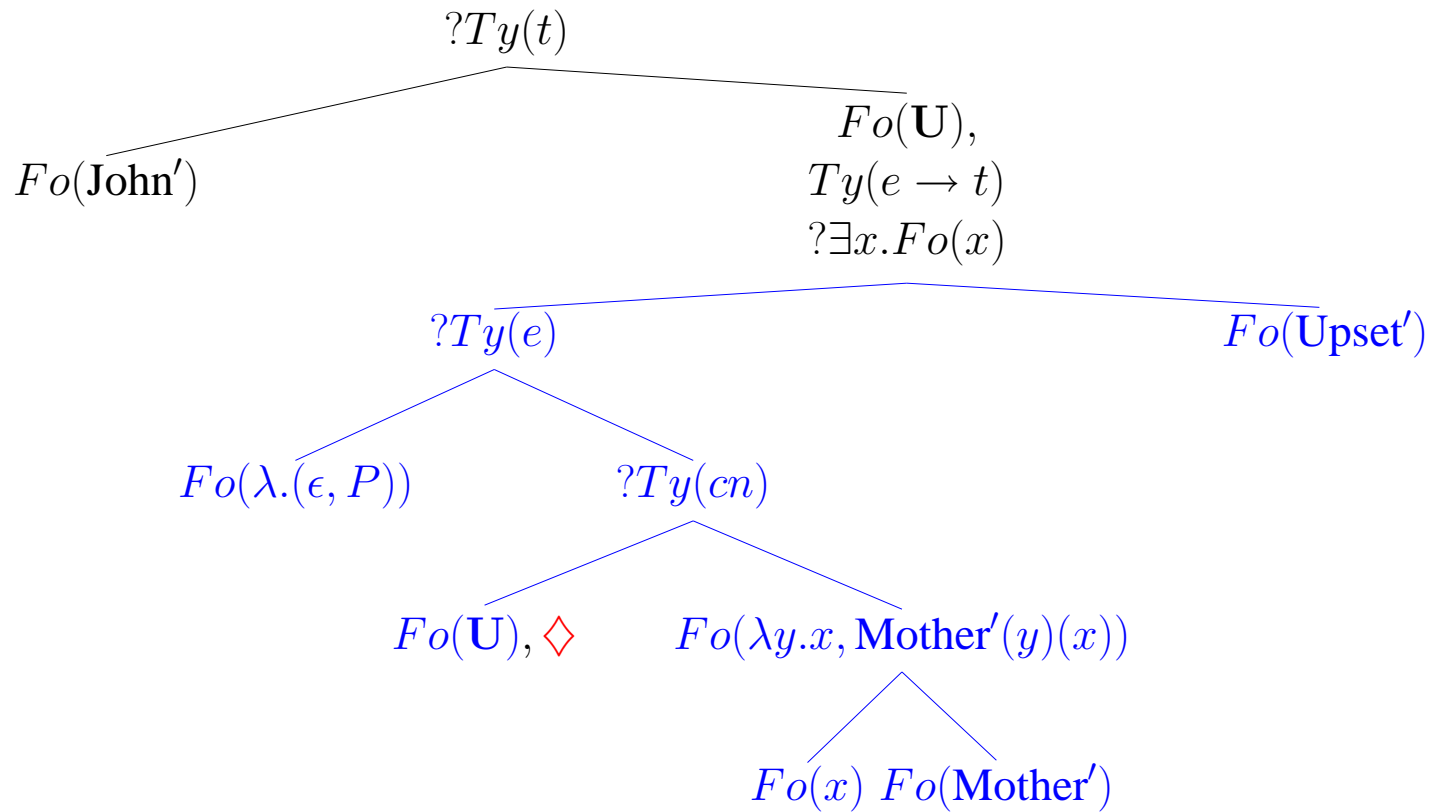 ?Ty(t)
Fo(U),
Fo(John′) Ty(e → t)
?∃x.Fo(x)
?Ty(e) Fo(Upset′)
Fo(λ.(ϵ, P)) ?Ty(cn)
Fo(U), ♢ Fo(λy.x, Mother′(y)(x))
Fo(x) Fo(Mother′)